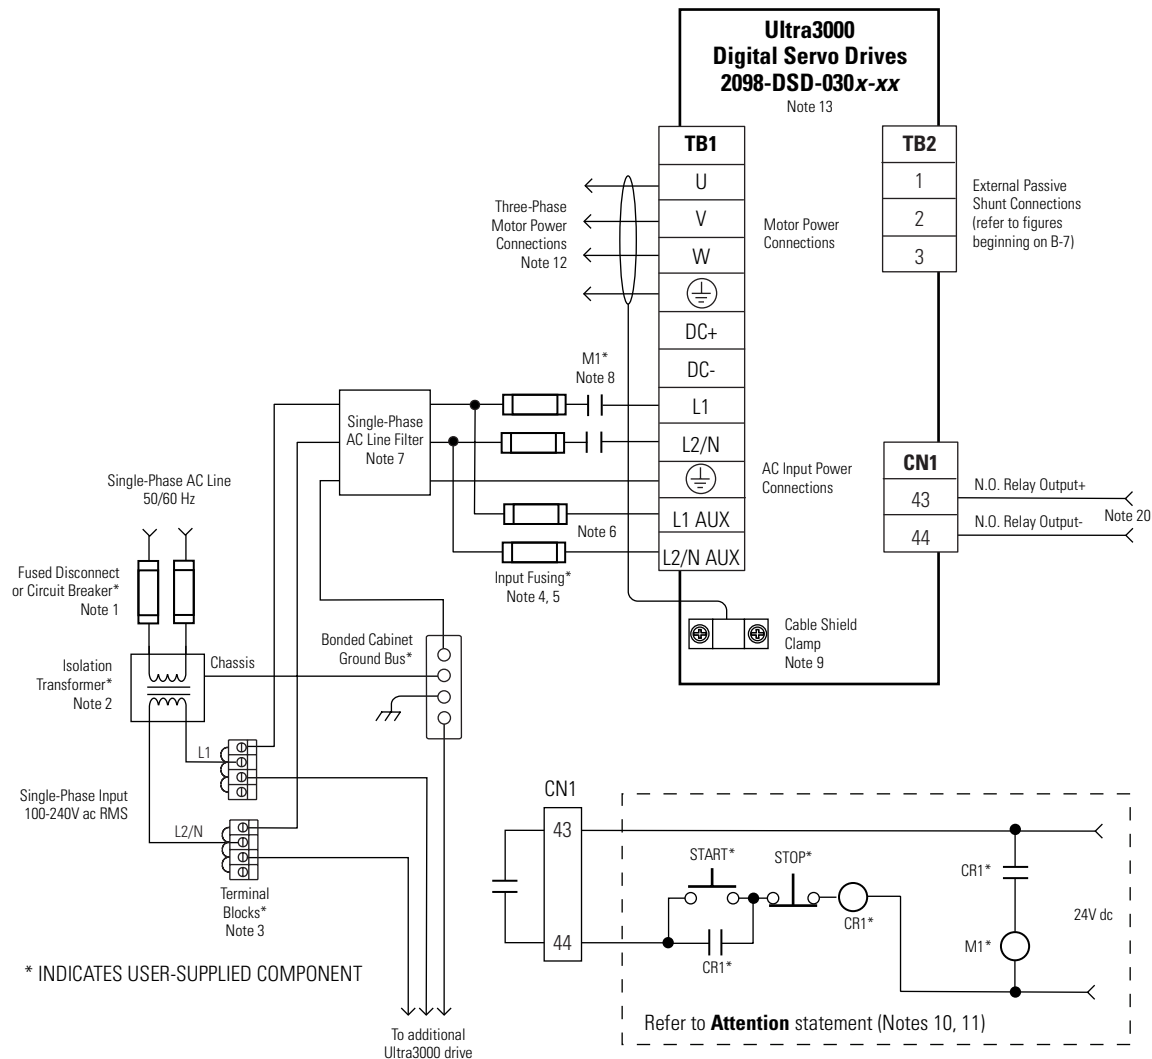 Ultra3000
Digital Servo Drives
2098-DSD-030x-xx
Note 13
TB1
U
V
W
DC+
DC-
L1
L2/N
L1 AUX
L2/N AUX
TB2
1
2
3
External Passive
Shunt Connections
(refer to figures
beginning on B-7)
Three-Phase
Motor Power
Connections
Note 12
Motor Power
Connections
M1*
Note 8
Single-Phase
AC Line Filter
Note 7
AC Input Power
Connections
CN1
43
44
N.O. Relay Output+
N.O. Relay Output-
Note 20
Single-Phase AC Line
50/60 Hz
Note 6
Input Fusing*
Note 4, 5
Fused Disconnect
or Circuit Breaker*
Note 1
Cable Shield
Clamp
Note 9
Bonded Cabinet
Ground Bus*
Isolation
Transformer*
Note 2
Chassis
L1
Single-Phase Input
100-240V ac RMS
L2/N
Terminal
Blocks*
Note 3
* INDICATES USER-SUPPLIED COMPONENT
To additional
Ultra3000 drive
CN1
43
44
START*
STOP*
CR1*
CR1*
CR1*
M1*
24V dc
Refer to Attention statement (Notes 10, 11)